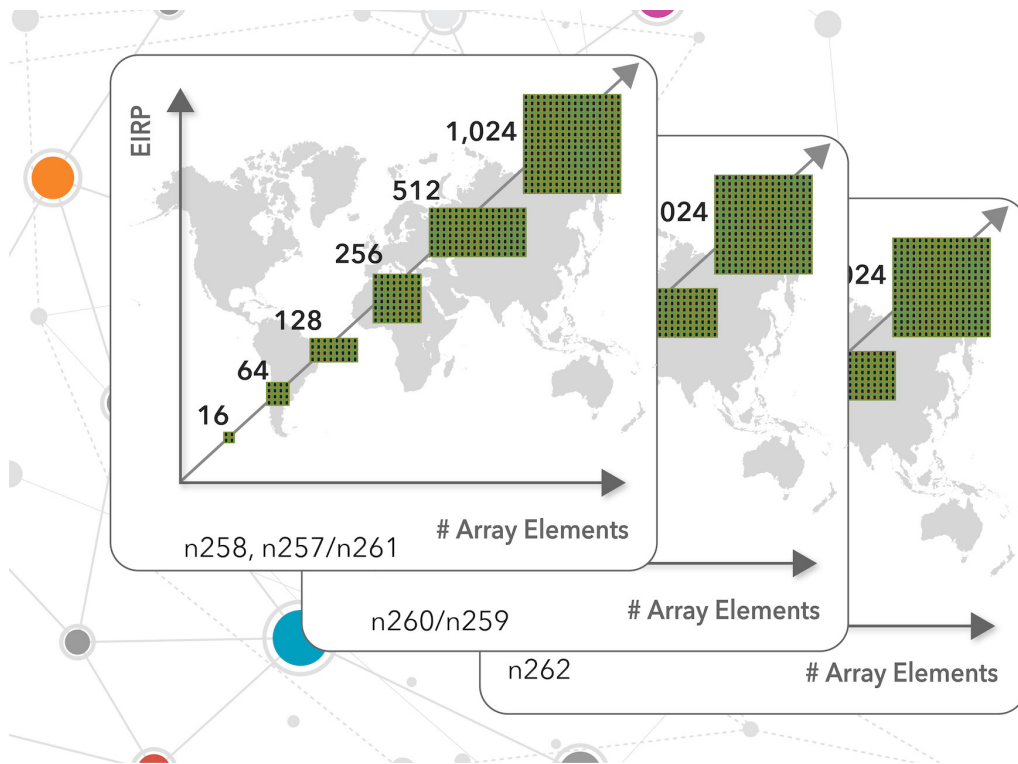 EIRP
1,024
512
256
128
64
16
# Array Elements
n258, n257/n261
024
# Array Elements
n260/n259
024
# Array Elements
n262